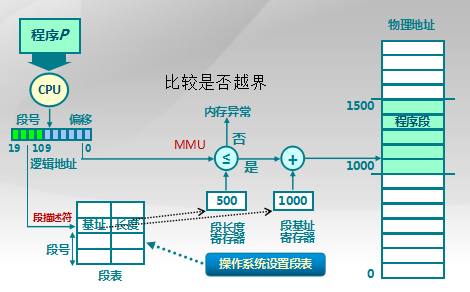 程序P
CPU
比较是否越界
物理地址
段号
偏移
19
109
0
逻辑地址
MMU
内存异常
否
≤
是
+
1500
程序段
1000
500
1000
段长度
寄存器
段基址
寄存器
段描述符
基址
长度
段号
段表
操作系统设置段表
0